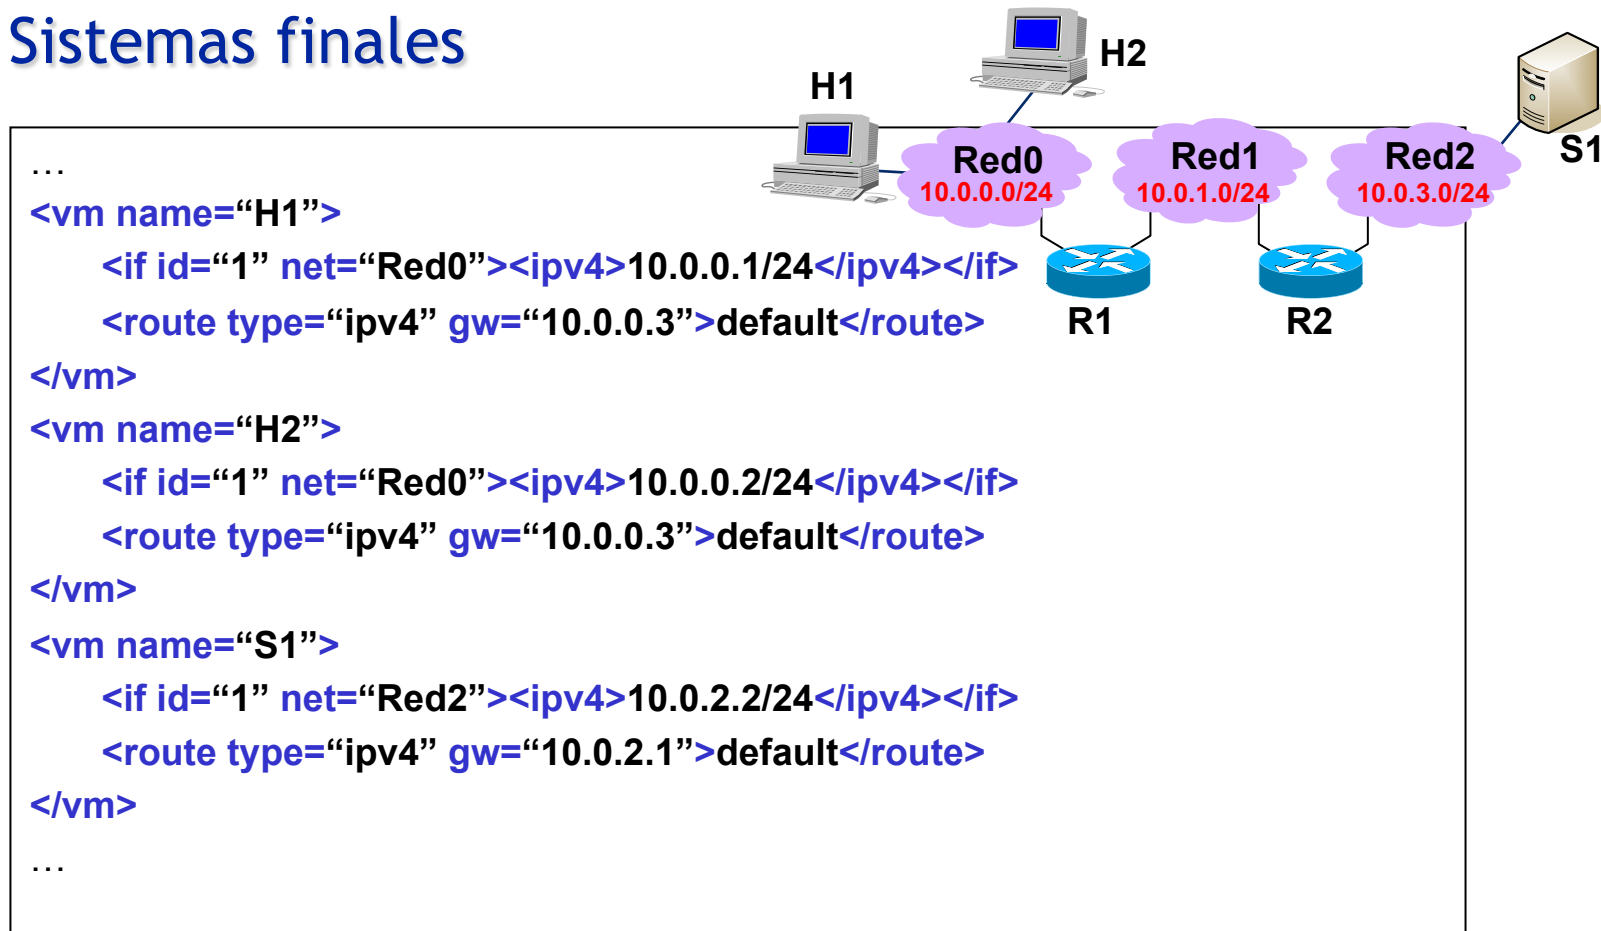 Sistemas finales
H2
H1
S1
Red0
10.0.0.0/24
Red1
10.0.1.0/24
Red2
10.0.3.0/24
R1
R2
…
<vm name=“H1”>
<if id=“1” net=“Red0”><ipv4>10.0.0.1/24</ipv4></if>
<route type=“ipv4” gw=“10.0.0.3”>default</route>
</vm>
<vm name=“H2”>
<if id=“1” net=“Red0”><ipv4>10.0.0.2/24</ipv4></if>
<route type=“ipv4” gw=“10.0.0.3”>default</route>
</vm>
<vm name=“S1”>
<if id=“1” net=“Red2”><ipv4>10.0.2.2/24</ipv4></if>
<route type=“ipv4” gw=“10.0.2.1”>default</route>
</vm>
…